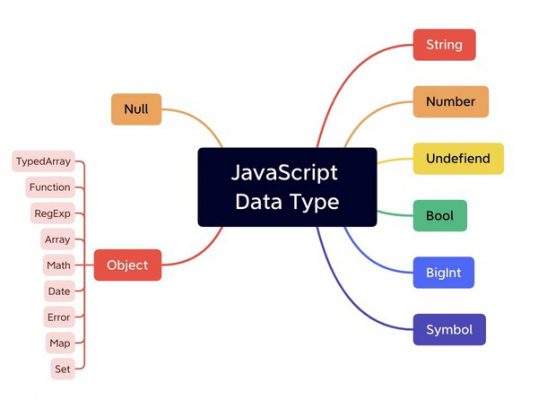 JavaScript
Data Type
String
Number
Undefiend
Bool
BigInt
Symbol
Null
Object
TypedArray
Function
RegExp
Array
Math
Date
Error
Map
Set